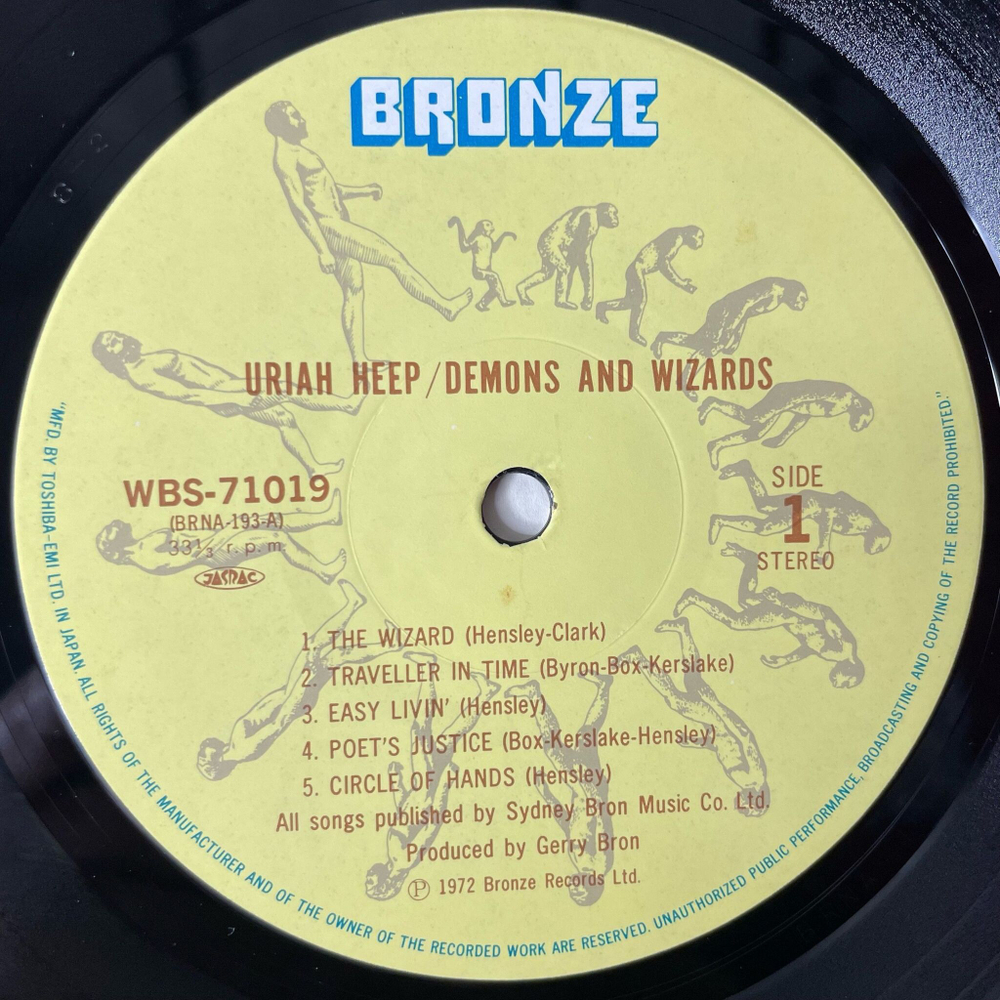 BRONZE
URIAH HEEP/DEMONS AND WIZARDS
WBS-71019
(BRNA-193-A)
33⅓ r. p. m.
JASRAC
SIDE
1
STEREO
1. THE WIZARD (Hensley-Clark)
2. TRAVELLER IN TIME (Byron-Box-Kerslake)
3. EASY LIVIN' (Hensley)
4. POET'S JUSTICE (Box-Kerslake-Hensley)
5. CIRCLE OF HANDS (Hensley)
All songs published by Sydney Bron Music Co. Ltd.
Produced by Gerry Bron
Ⓟ 1972 Bronze Records Ltd.
"MFD. BY TOSHIBA-EMI LTD. IN JAPAN. ALL RIGHTS OF THE MANUFACTURER AND OF THE OWNER OF THE RECORDED WORK ARE RESERVED. UNAUTHORIZED PUBLIC PERFORMANCE, BROADCASTING AND COPYING OF THE RECORD PROHIBITED."